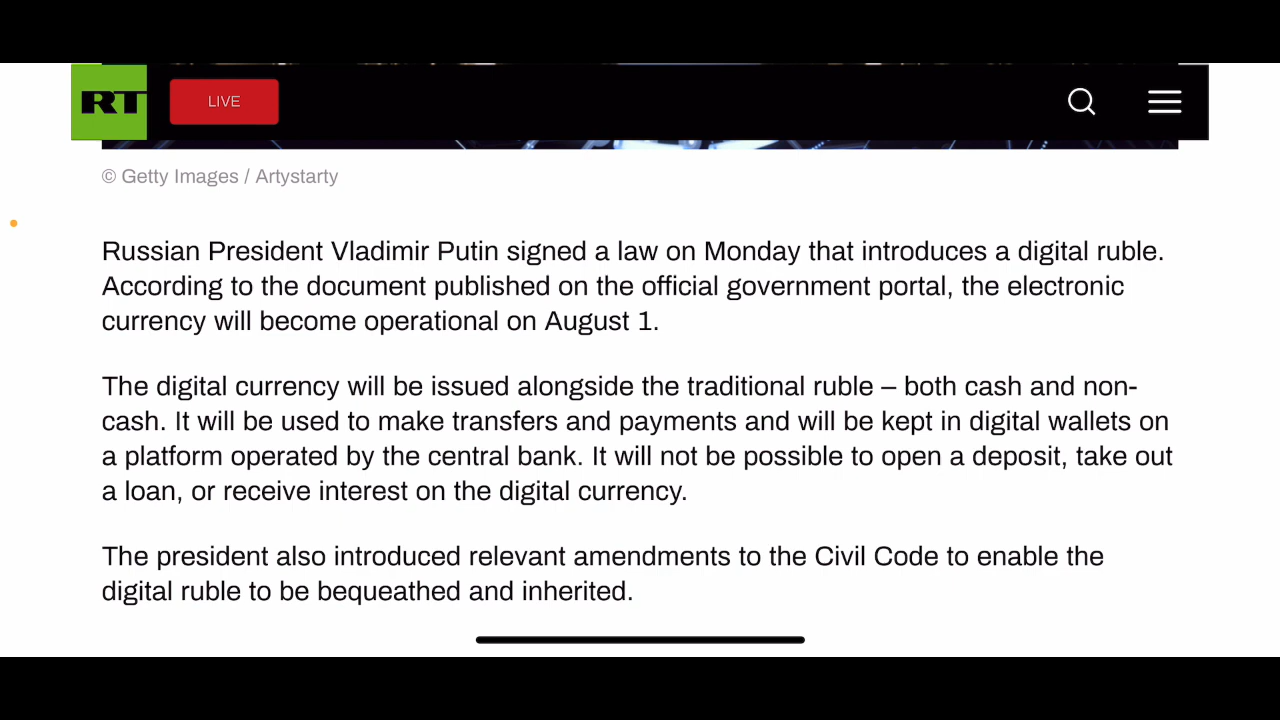 RT
LIVE
© Getty Images / Artystarty
Russian President Vladimir Putin signed a law on Monday that introduces a digital ruble.
According to the document published on the official government portal, the electronic
currency will become operational on August 1.
The digital currency will be issued alongside the traditional ruble – both cash and non-
cash. It will be used to make transfers and payments and will be kept in digital wallets on
a platform operated by the central bank. It will not be possible to open a deposit, take out
a loan, or receive interest on the digital currency.
The president also introduced relevant amendments to the Civil Code to enable the
digital ruble to be bequeathed and inherited.